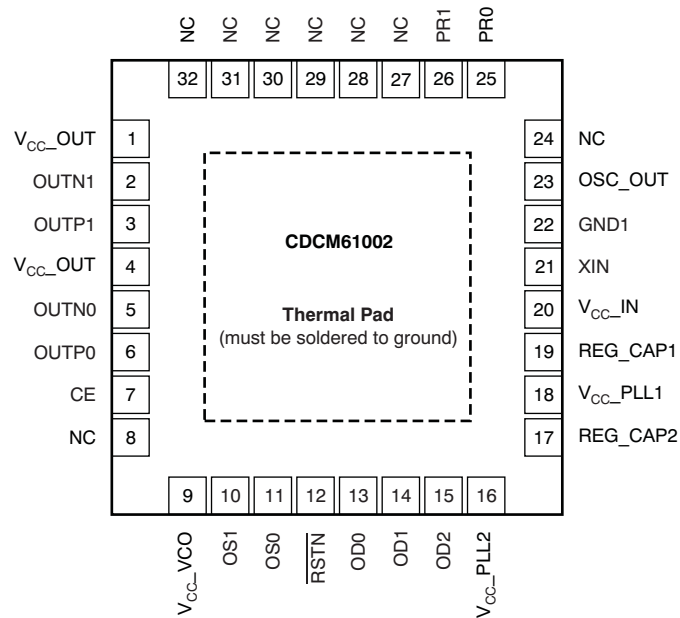 NC NC NC NC NC NC PR1 PR0
32 31 30 29 28 27 26 25
V_CC_OUT 1
OUTN1 2
OUTP1 3
V_CC_OUT 4
OUTN0 5
OUTP0 6
CE 7
NC 8
CDCM61002
Thermal Pad
(must be soldered to ground)
24 NC
23 OSC_OUT
22 GND1
21 XIN
20 V_CC_IN
19 REG_CAP1
18 V_CC_PLL1
17 REG_CAP2
9 10 11 12 13 14 15 16
V_CC_VCO OS1 OS0 R̅S̅T̅N̅ OD0 OD1 OD2 V_CC_PLL2